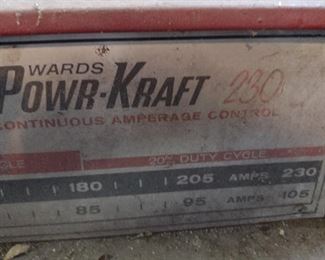 WARDS
POWR-KRAFT 230
CONTINUOUS AMPERAGE CONTROL
20% DUTY CYCLE
180 205 AMPS 230
85 95 AMPS 105